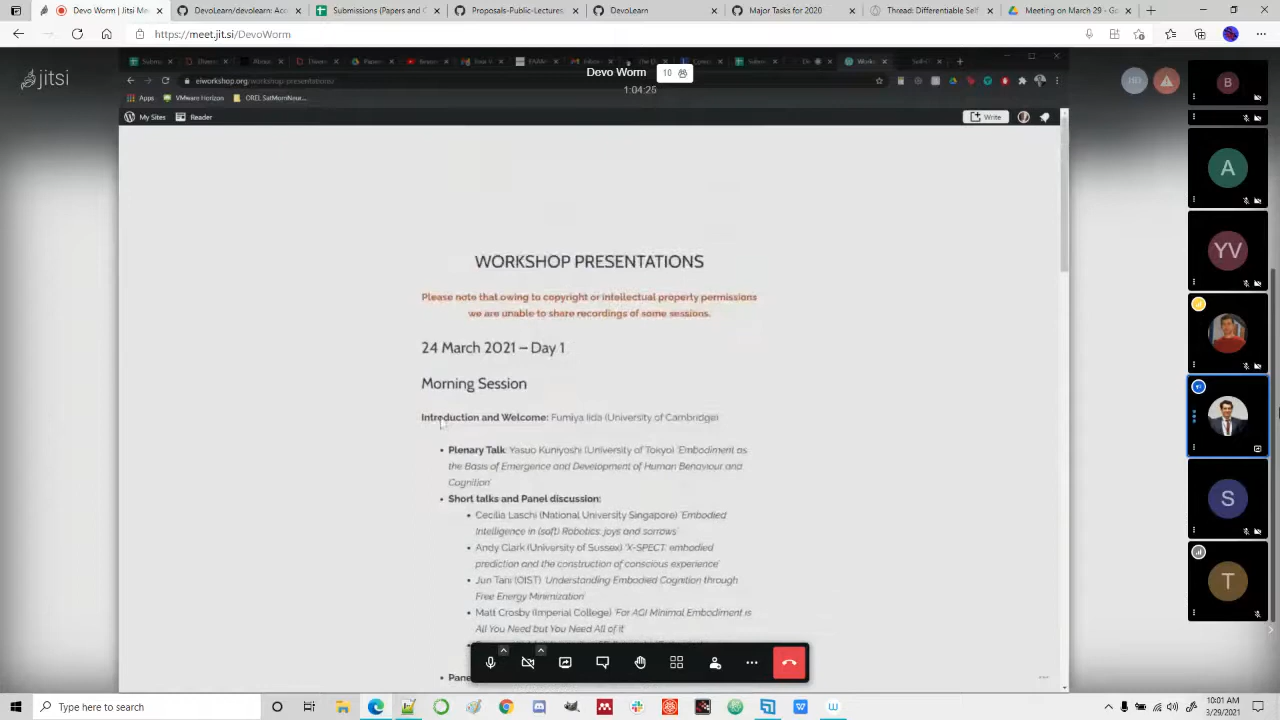 Devo Worm | Jitsi Me
Devolearn/devolearn: Acc
Submissions (Papers and C
Proposals-Public-Lectures
DevoLearn
Major Tasks for 2020
Thread: Differentiable Self
Meeting on March 29 - Go
https://meet.jit.si/DevoWorm
jitsi
eiworkshop.org/workshop-presentations/
Devo Worm
10
1:04:25
Apps
VMware Horizon
OREL SatMornNeur...
My Sites
Reader
Write
WORKSHOP PRESENTATIONS
Please note that owing to copyright or intellectual property permissions
we are unable to share recordings of some sessions.
24 March 2021 – Day 1
Morning Session
Introduction and Welcome: Fumiya Iida (University of Cambridge)
Plenary Talk: Yasuo Kuniyoshi (University of Tokyo) 'Embodiment as
the Basis of Emergence and Development of Human Behaviour and
Cognition'
Short talks and Panel discussion:
Cecilia Laschi (National University Singapore) 'Embodied
Intelligence in (soft) Robotics: joys and sorrows'
Andy Clark (University of Sussex) 'X-SPECT: embodied
prediction and the construction of conscious experience'
Jun Tani (OIST) 'Understanding Embodied Cognition through
Free Energy Minimization'
Matt Crosby (Imperial College) 'For AGI Minimal Embodiment is
All You Need but You Need All of it'
B
A
YV
S
T
Type here to search
10:01 AM
3/29/2021